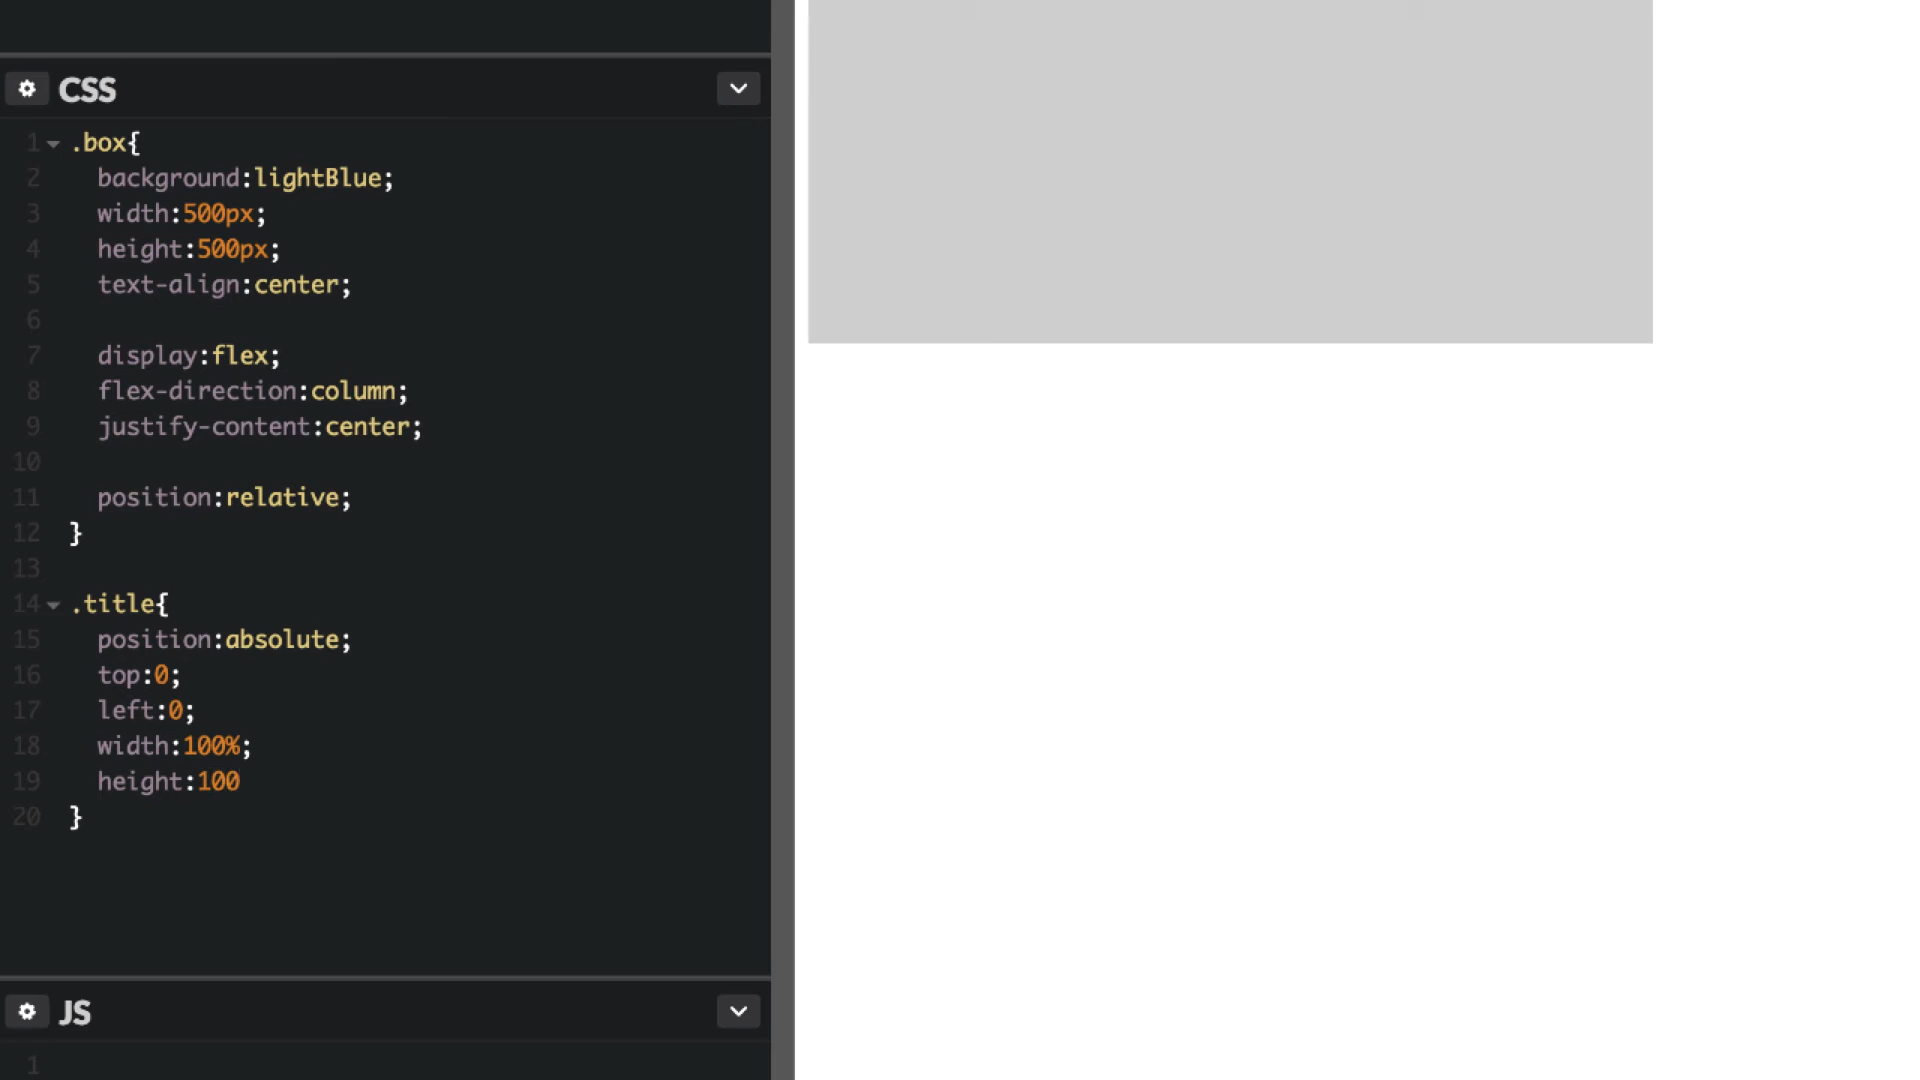 CSS
1 .box{
2 background:lightBlue;
3 width:500px;
4 height:500px;
5 text-align:center;
6
7 display:flex;
8 flex-direction:column;
9 justify-content:center;
10
11 position:relative;
12 }
13
14 .title{
15 position:absolute;
16 top:0;
17 left:0;
18 width:100%;
19 height:100
20 }
JS
1